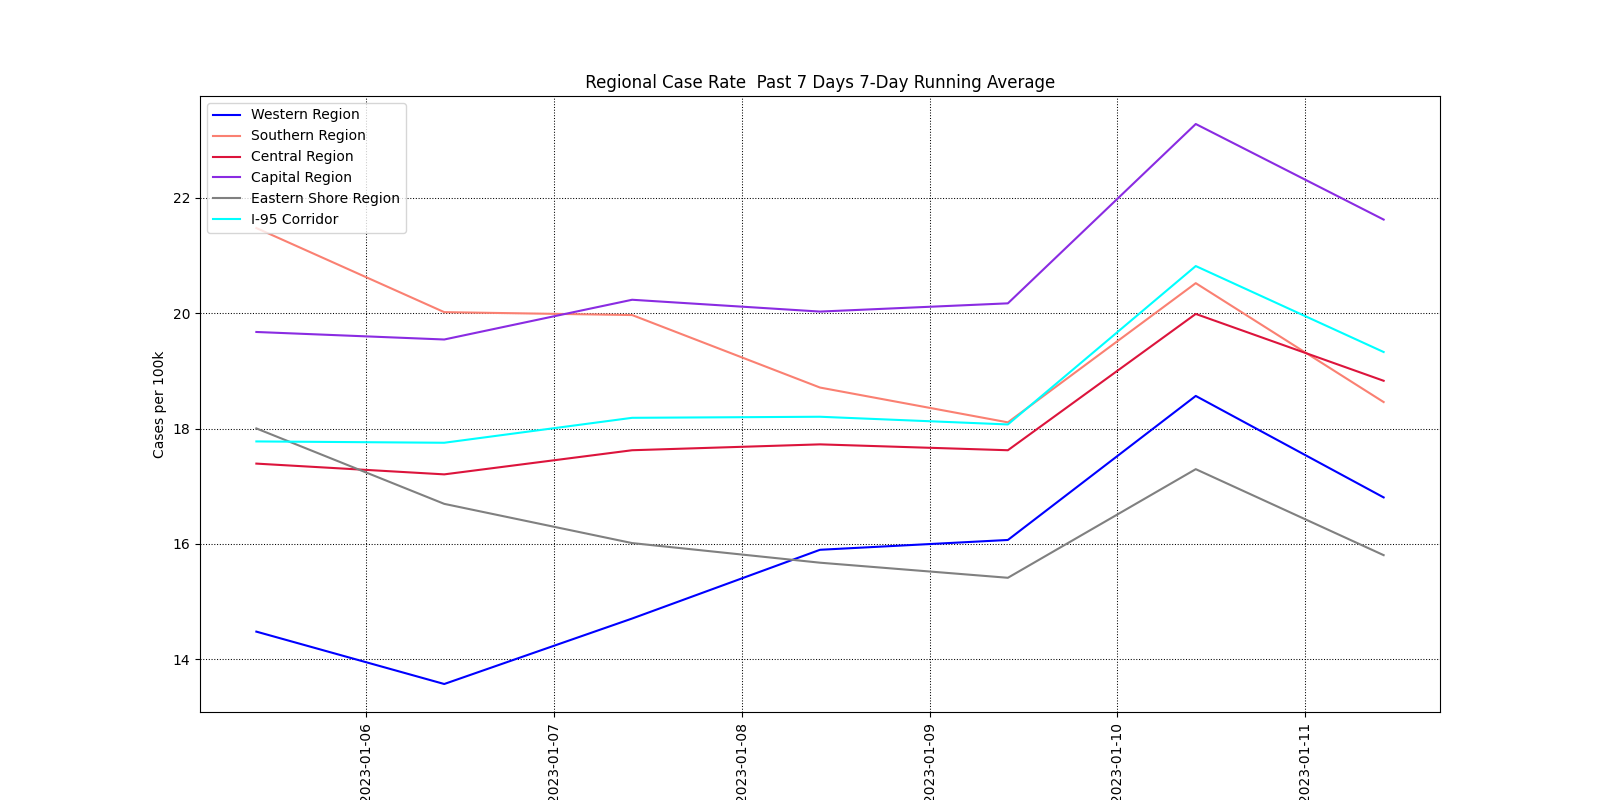 Regional Case Rate  Past 7 Days 7-Day Running Average
Western Region
Southern Region
Central Region
Capital Region
Eastern Shore Region
I-95 Corridor
Cases per 100k
22
20
18
16
14
2023-01-06
2023-01-07
2023-01-08
2023-01-09
2023-01-10
2023-01-11